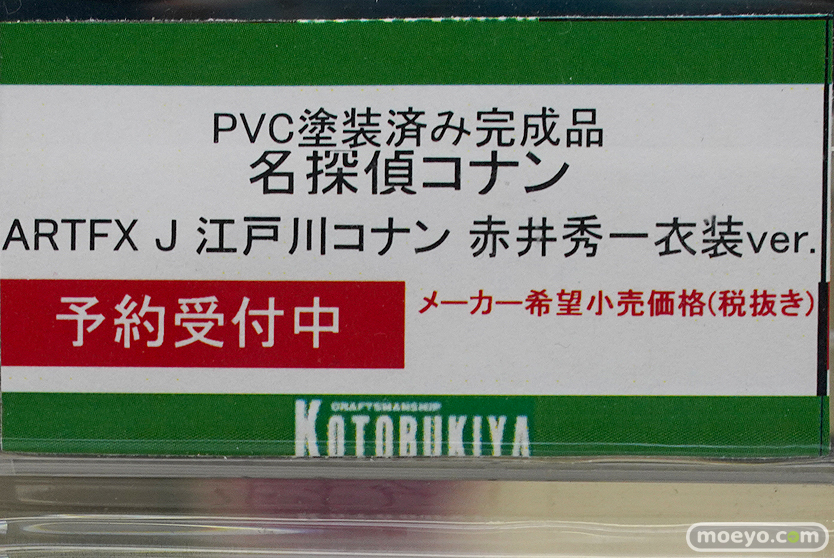 PVC塗装済み完成品
名探偵コナン
ARTFX J 江戸川コナン 赤井秀一衣装ver.
予約受付中
メーカー希望小売価格(税抜き)
CRAFTSMANSHIP
KOTOBUKIYA
moeyo.com